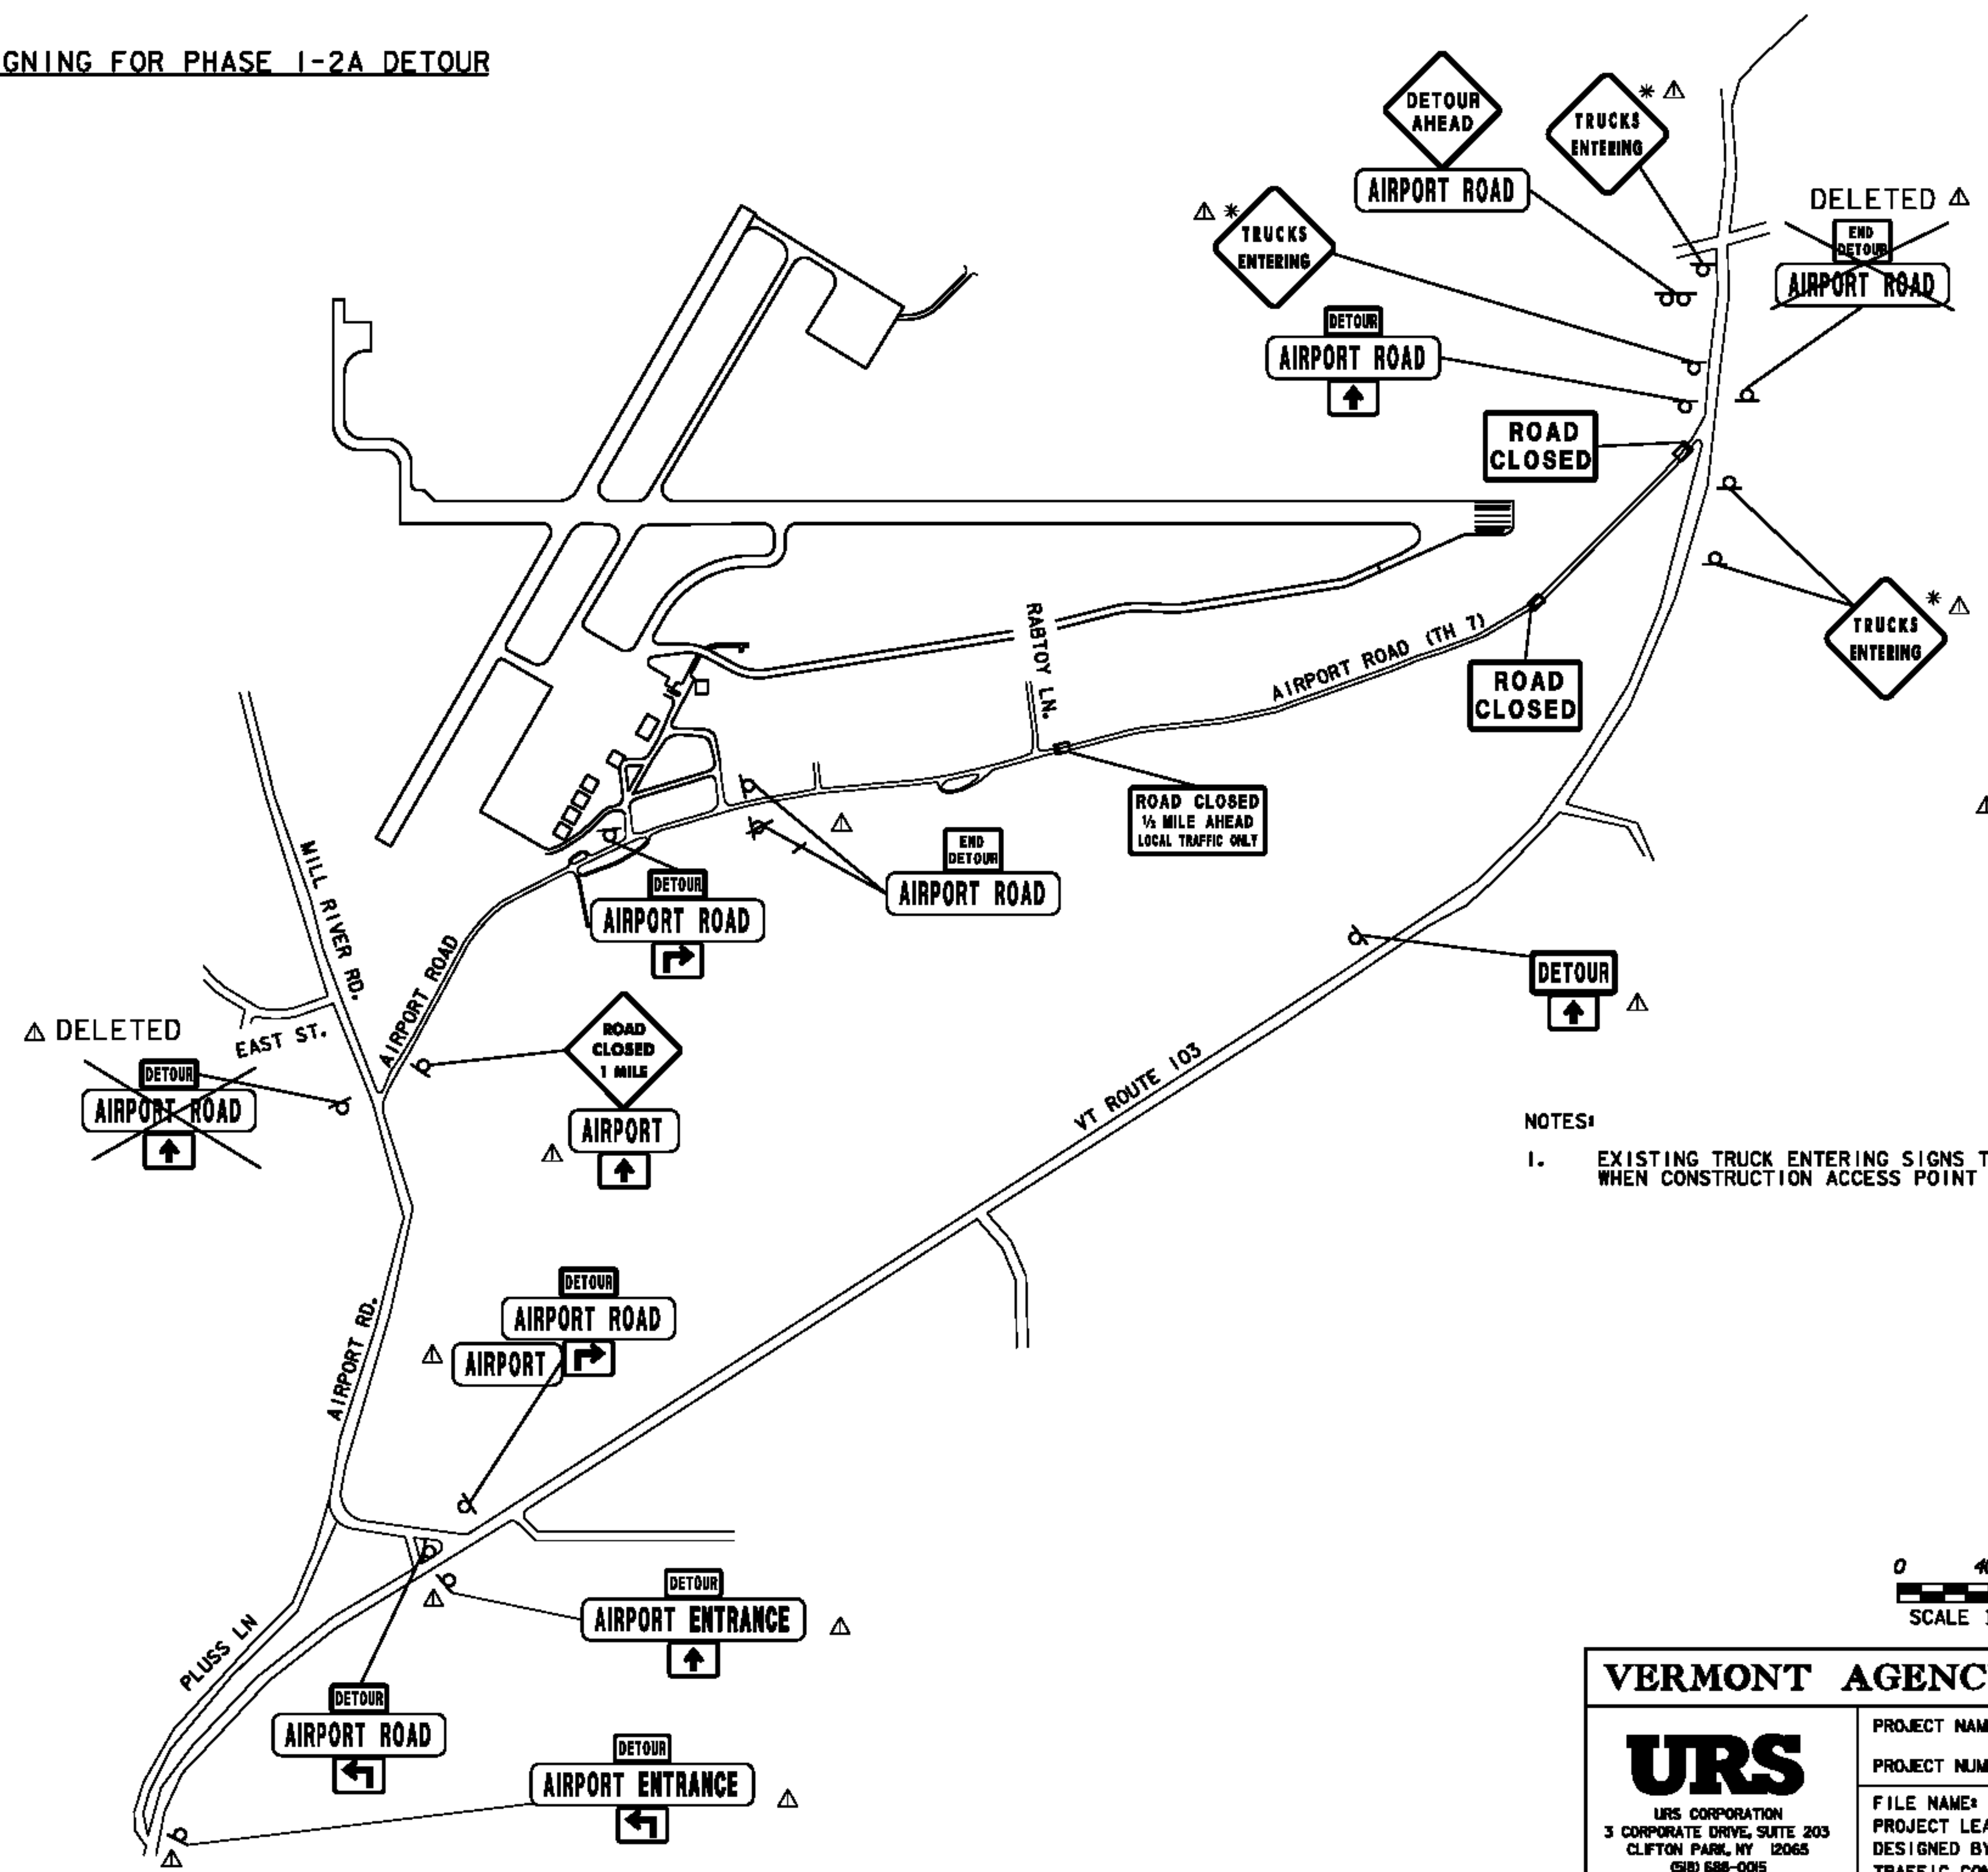 GNING FOR PHASE 1-2A DETOUR
DETOUR
AHEAD
AIRPORT ROAD
* TRUCKS
ENTERING
DELETED
END
DETOUR
AIRPORT ROAD
* TRUCKS
ENTERING
DETOUR
AIRPORT ROAD
ROAD
CLOSED
* TRUCKS
ENTERING
ROAD
CLOSED
RABTOY LN.
AIRPORT ROAD (TH 7)
ROAD CLOSED
½ MILE AHEAD
LOCAL TRAFFIC ONLY
END
DETOUR
AIRPORT ROAD
DETOUR
AIRPORT ROAD
MILL RIVER RD.
AIRPORT ROAD
EAST ST.
DELETED
DETOUR
AIRPORT ROAD
ROAD
CLOSED
1 MILE
AIRPORT
DETOUR
VT ROUTE 103
NOTES:
1. EXISTING TRUCK ENTERING SIGNS T
WHEN CONSTRUCTION ACCESS POINT
DETOUR
AIRPORT ROAD
AIRPORT
AIRPORT RD.
DETOUR
AIRPORT ENTRANCE
PLUSS LN
DETOUR
AIRPORT ROAD
DETOUR
AIRPORT ENTRANCE
0
SCALE
VERMONT AGENC
URS
URS CORPORATION
3 CORPORATE DRIVE, SUITE 203
CLIFTON PARK, NY 12065
(518) 688-0015
PROJECT NAM
PROJECT NUM
FILE NAME:
PROJECT LEA
DESIGNED BY
TRAFFIC CO